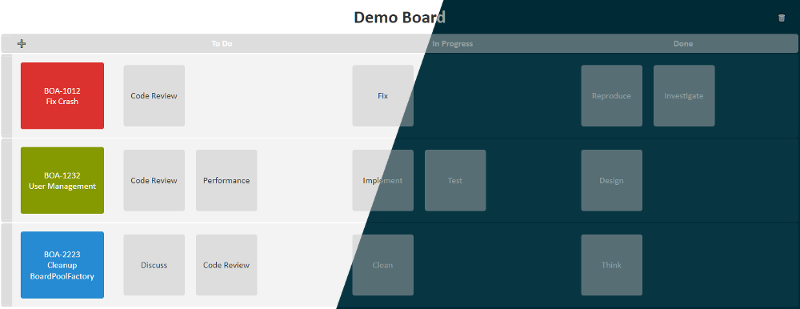 Demo Board
To Do In Progress Done
BOA-1012
Fix Crash
Code Review Fix Reproduce Investigate
BOA-1232
User Management
Code Review Performance Implement Test Design
BOA-2223
Cleanup
BoardPoolFactory
Discuss Code Review Clean Think